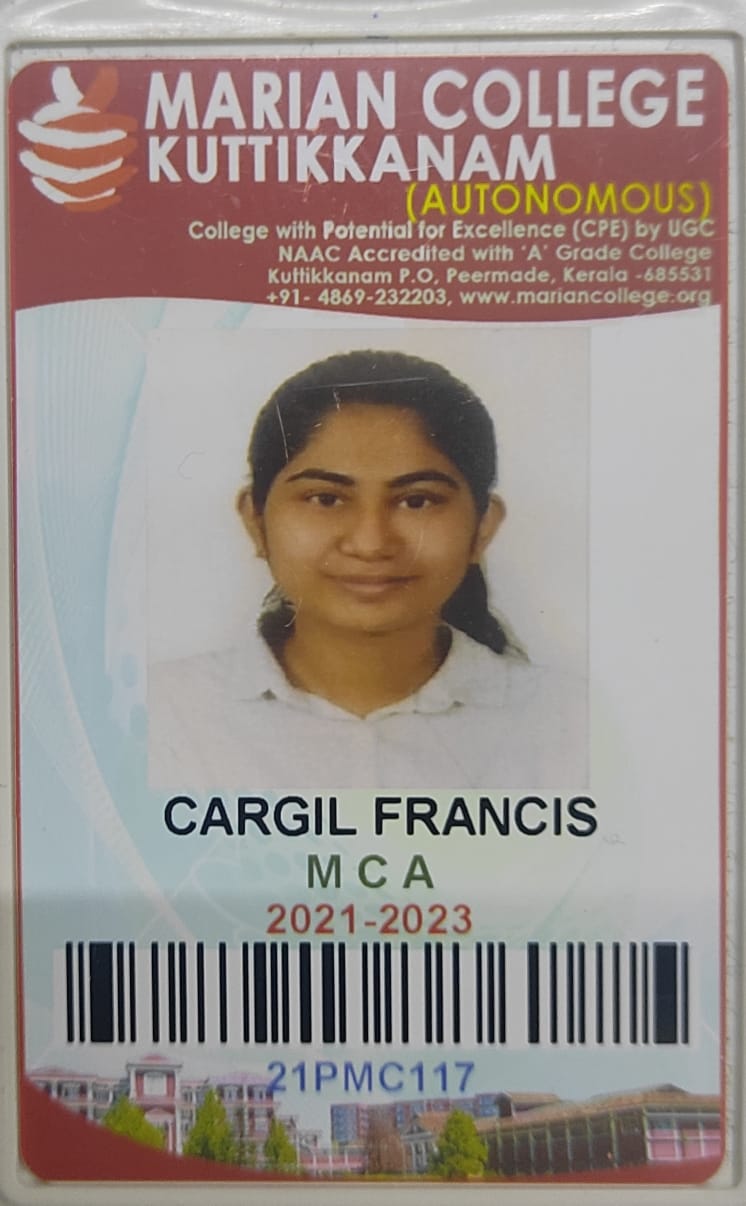 MARIAN COLLEGE
KUTTIKKANAM
(AUTONOMOUS)
College with Potential for Excellence (CPE) by UGC
NAAC Accredited with 'A' Grade College
Kuttikkanam P.O, Peermade, Kerala -685531
+91- 4869-232203, www.mariancollege.org
CARGIL FRANCIS
M C A
2021-2023
21PMC117